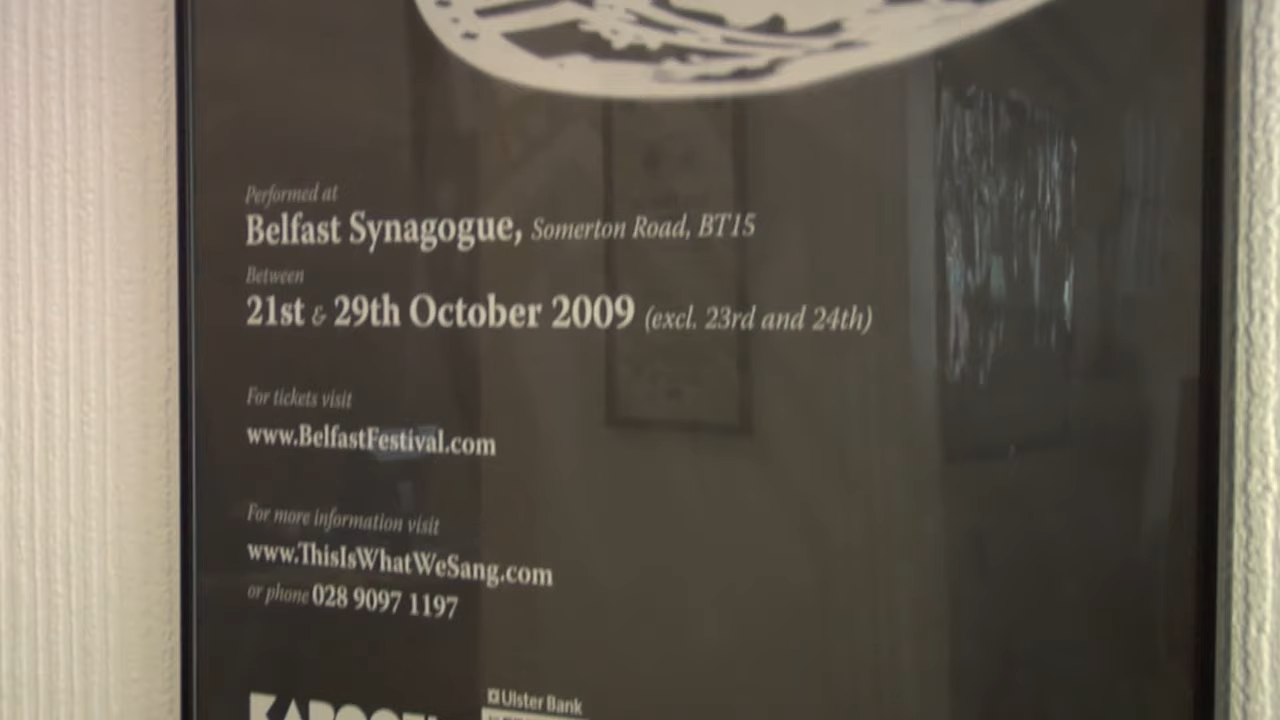 Performed at
Belfast Synagogue, Somerton Road, BT15
Between
21st & 29th October 2009 (excl. 23rd and 24th)
For tickets visit
www.BelfastFestival.com
For more information visit
www.ThisIsWhatWeSang.com
or phone 028 9097 1197
Ulster Bank